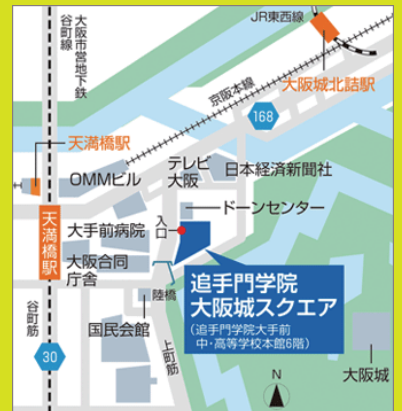 JR東西線
大阪市営地下鉄
谷町線
大阪城北詰駅
京阪本線
168
天満橋駅
OMMビル
テレビ
大阪
日本経済新聞社
ドーンセンター
天満橋駅
大手前病院
入口
大阪合同
庁舎
追手門学院
大阪城スクエア
(追手門学院大手前
中・高等学校本館6階)
陸橋
国民会館
谷町筋
上町筋
30
大阪城
N